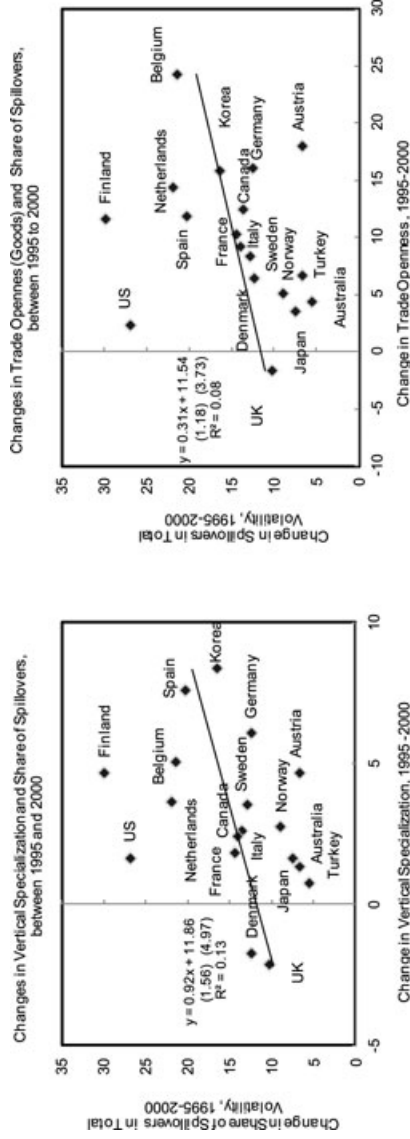 Changes in Vertical Specialization and Share of Spillovers,
between 1995 and 2000
Change in Share of Spillovers in Total
Volatility, 1995-2000
35
30
25
20
15
10
5
0
-5
0
5
10
y = 0.92x + 11.86
(1.56) (4.97)
R² = 0.13
US
Finland
Belgium
Spain
Netherlands
Korea
France
Canada
Sweden
Germany
Denmark
Italy
UK
Japan
Norway
Australia
Austria
Turkey
Change in Vertical Specialization, 1995 -2000
Changes in Trade Opennes (Goods) and Share of Spillovers,
between 1995 to 2000
Change in Spillovers in Total
Volatility, 1995-2000
35
30
25
20
15
10
5
0
-10
-5
0
5
10
15
20
25
30
y = 0.31x + 11.54
(1.18) (3.73)
R² = 0.08
US
Finland
Belgium
Netherlands
Spain
Korea
France
Canada
Germany
Denmark
Italy
Sweden
UK
Norway
Japan
Turkey
Austria
Australia
Change in Trade Openness, 1995-2000